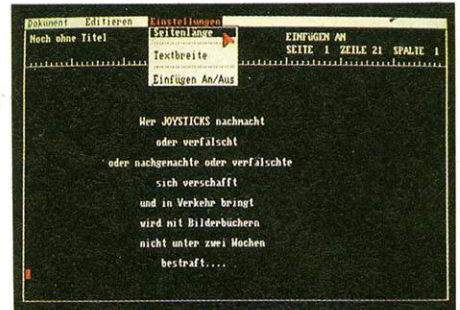 Dokument Editieren Einstellungen
Noch ohne Titel
Seitenlänge
Textbreite
Einfügen An/Aus
EINFÜGEN AN
SEITE 1 ZEILE 21 SPALTE 1
Wer JOYSTICKS nachmacht
oder verfälscht
oder nachgemachte oder verfälschte
sich verschafft
und in Verkehr bringt
wird mit Bilderbüchern
nicht unter zwei Wochen
bestraft....